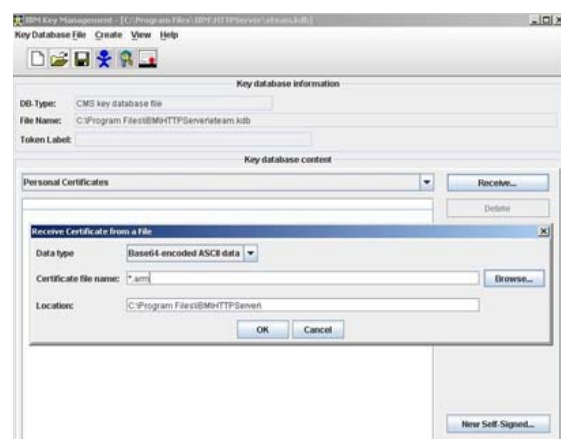 IBM Key Management - [C:\Program Files\IBM\HTTPServer\eteam.kdb]
Key Database File Create View Help
Key database information
DB-Type: CMS key database file
File Name: C:\Program Files\IBM\HTTPServer\eteam.kdb
Token Label:
Key database content
Personal Certificates
Receive...
Delete
Receive Certificate from a File
Data type Base64-encoded ASCII data
Certificate file name: *.arm
Browse...
Location: C:\Program Files\IBM\HTTPServer\
OK Cancel
New Self-Signed...